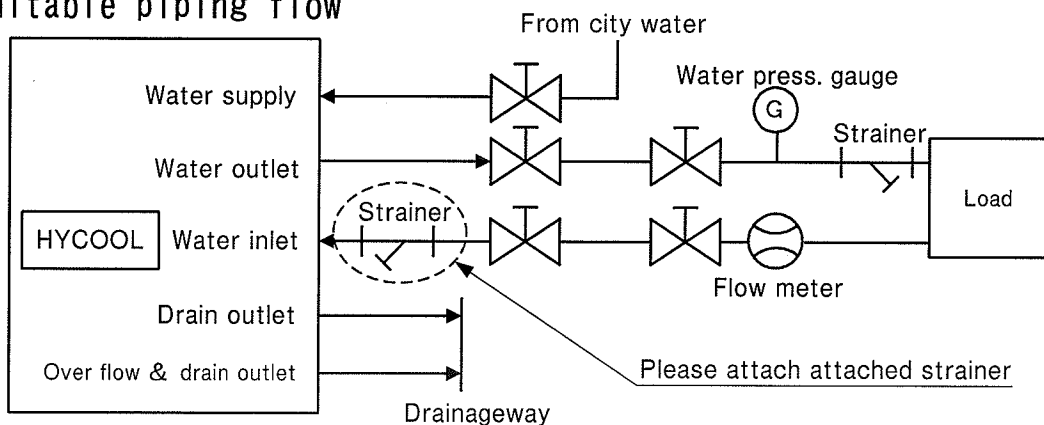 itable piping flow
From city water
Water supply
Water press. gauge
G
Strainer
Water outlet
Load
Strainer
HYCOOL
Water inlet
Flow meter
Drain outlet
Over flow & drain outlet
Please attach attached strainer
Drainageway